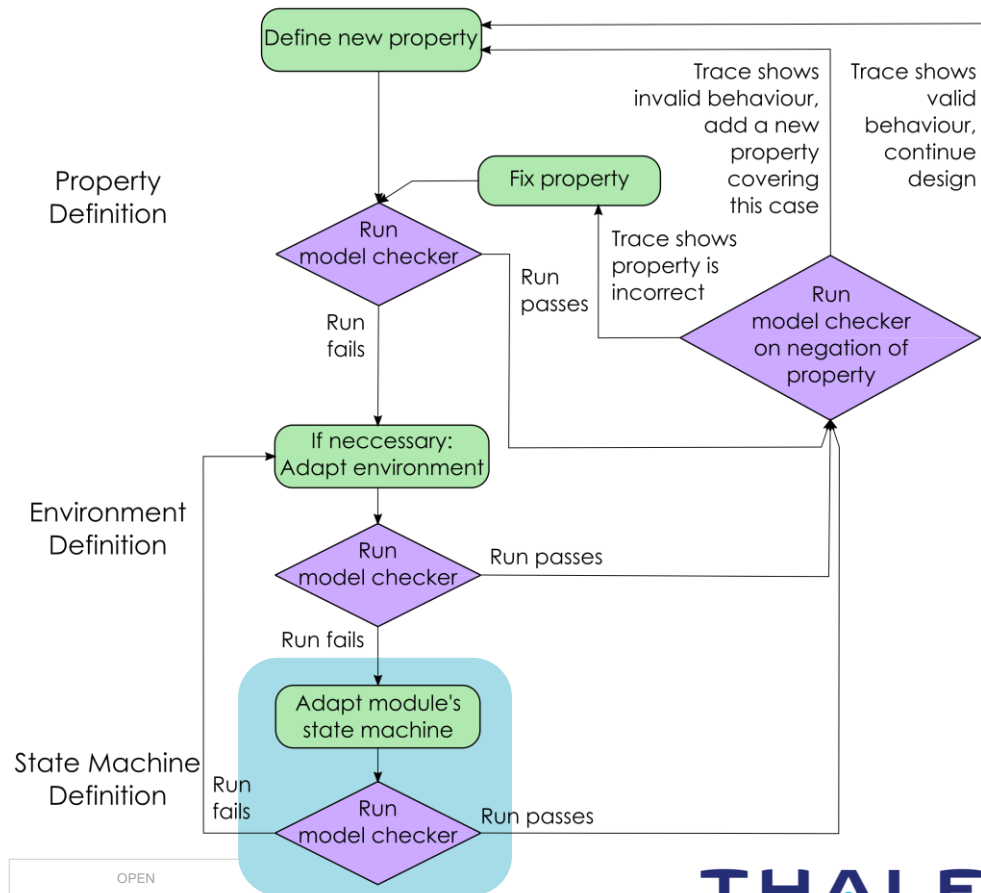 Define new property
Trace shows
invalid behaviour,
add a new
property
covering
this case
Trace shows
valid
behaviour,
continue
design
Property
Definition
Fix property
Run
model checker
Trace shows
property is
incorrect
Run
passes
Run
fails
Run
model checker
on negation of
property
If neccessary:
Adapt environment
Environment
Definition
Run
model checker
Run passes
Run fails
Adapt module's
state machine
State Machine
Definition
Run
fails
Run
model checker
Run passes
OPEN
THALE